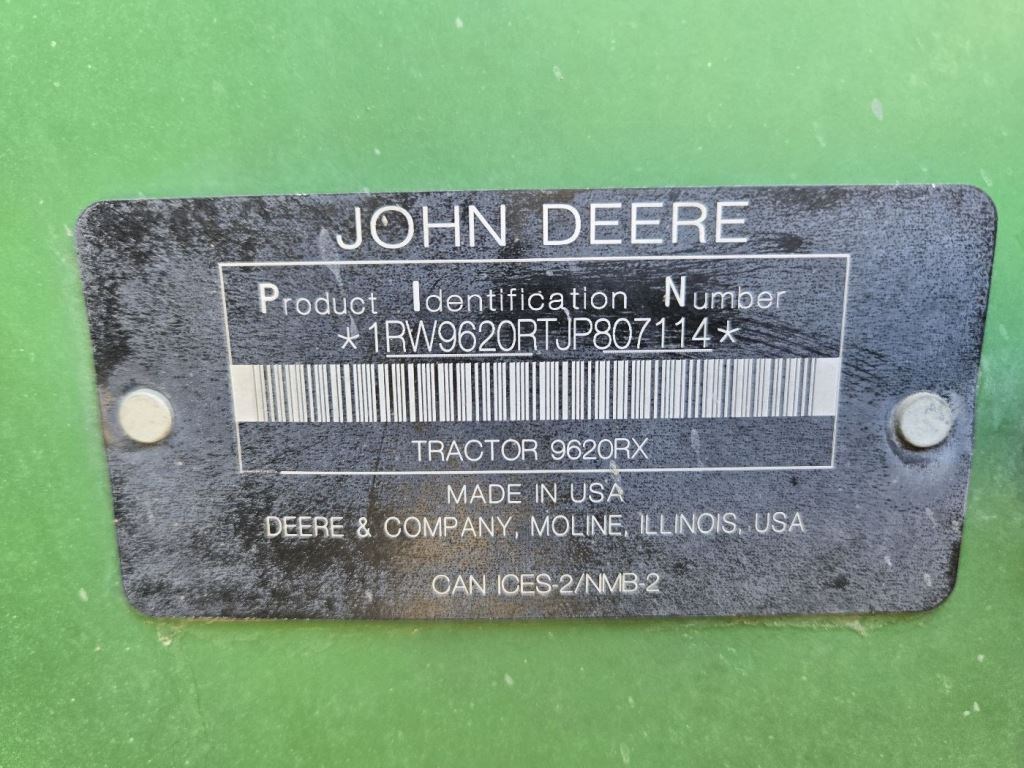 JOHN DEERE
Product Identification Number
*1RW9620RTJP807114*
TRACTOR 9620RX
MADE IN USA
DEERE & COMPANY, MOLINE, ILLINOIS, USA
CAN ICES-2/NMB-2